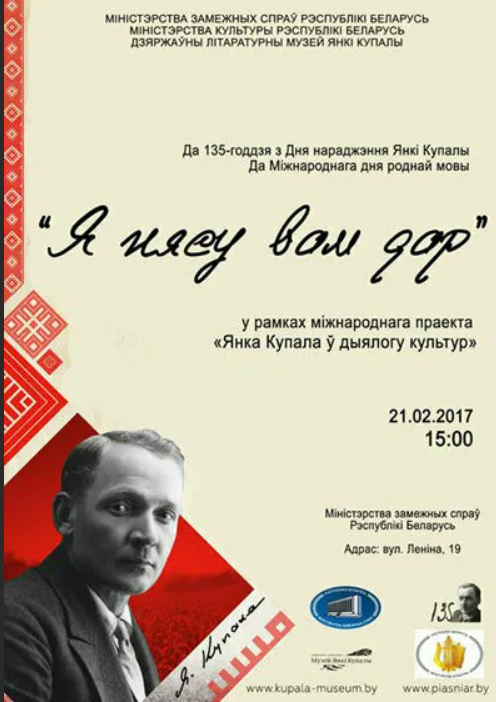 МІНІСТЭРСТВА ЗАМЕЖНЫХ СПРАЎ РЭСПУБЛІКІ БЕЛАРУСЬ
МІНІСТЭРСТВА КУЛЬТУРЫ РЭСПУБЛІКІ БЕЛАРУСЬ
ДЗЯРЖАЎНЫ ЛІТАРАТУРНЫ МУЗЕЙ ЯНКІ КУПАЛЫ
Да 135-годдзя з Дня нараджэння Янкі Купалы
Да Міжнароднага дня роднай мовы
"Я нясу вам дар"
у рамках міжнароднага праекта
«Янка Купала ў дыялогу культур»
21.02.2017
15:00
Міністэрства замежных спраў
Рэспублікі Беларусь
Адрас: вул. Леніна, 19
Я. Купала
135
Музей Янкі Купалы
www.kupala-museum.by
www.piasniar.by